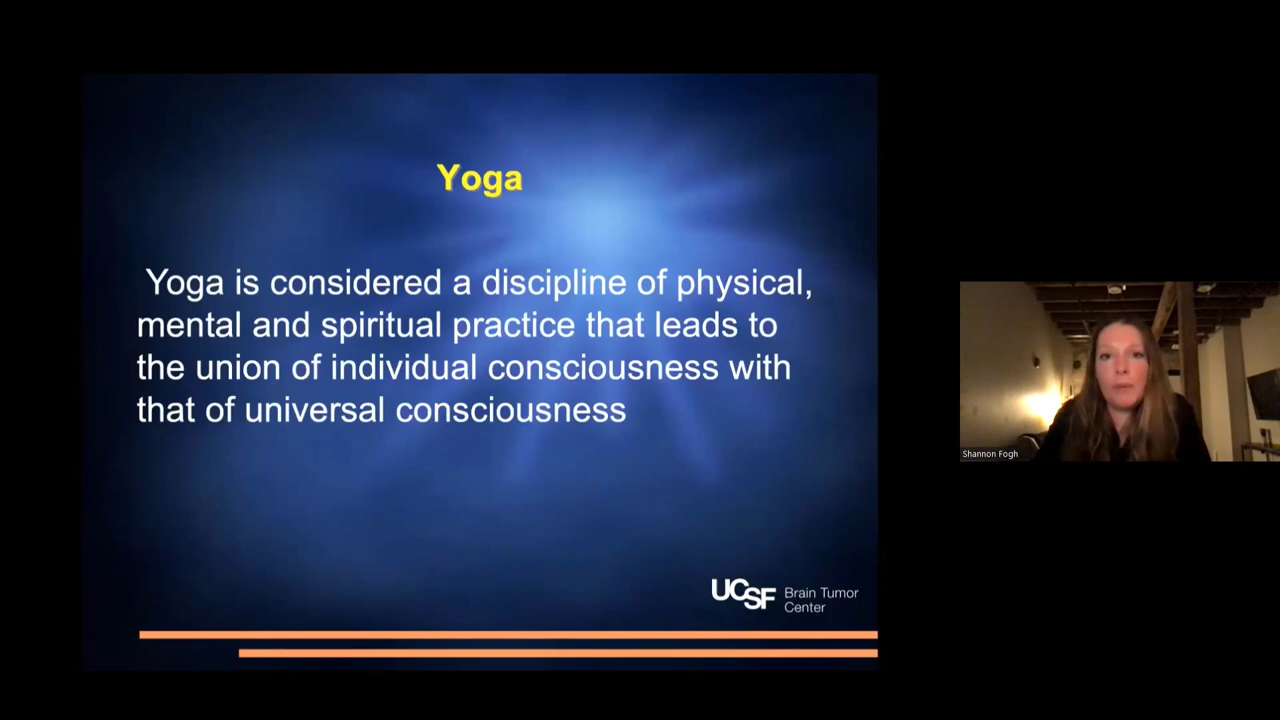 Yoga
Yoga is considered a discipline of physical,
mental and spiritual practice that leads to
the union of individual consciousness with
that of universal consciousness
UCSF Brain Tumor
Center
Shannon Fogh